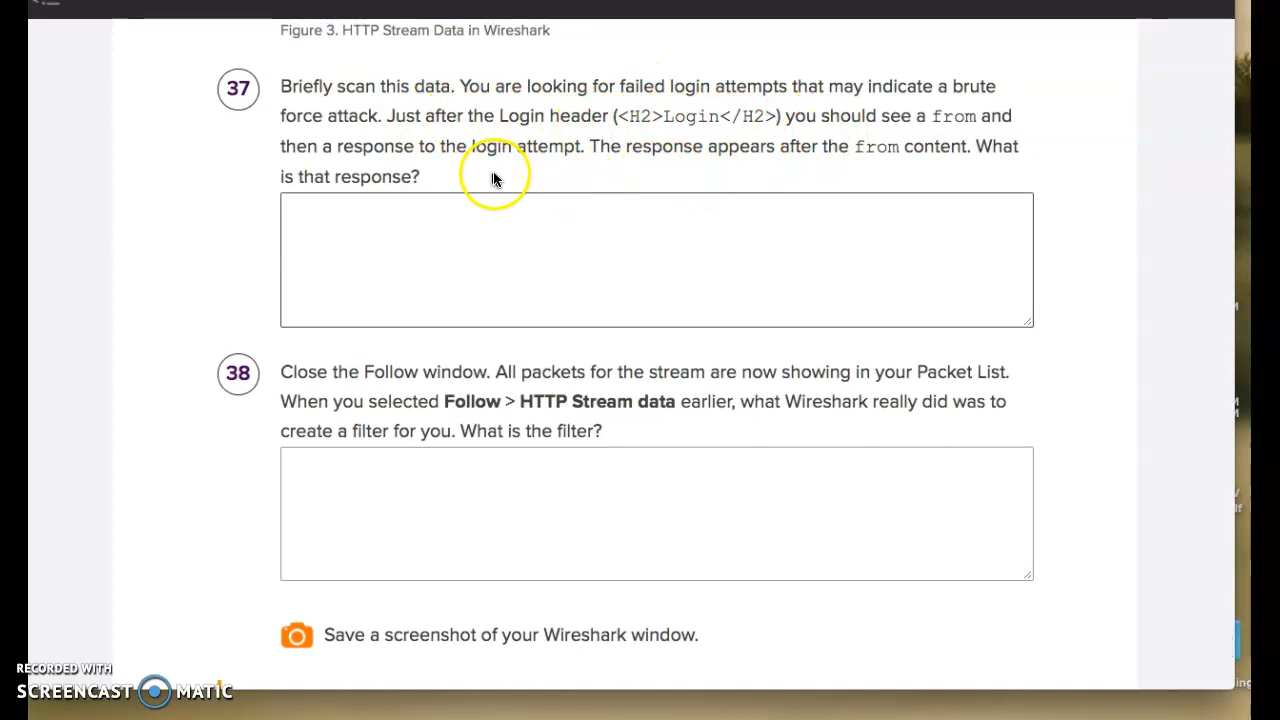 Figure 3. HTTP Stream Data in Wireshark
37
Briefly scan this data. You are looking for failed login attempts that may indicate a brute
force attack. Just after the Login header (<H2>Login</H2>) you should see a from and
then a response to the login attempt. The response appears after the from content. What
is that response?
38
Close the Follow window. All packets for the stream are now showing in your Packet List.
When you selected Follow > HTTP Stream data earlier, what Wireshark really did was to
create a filter for you. What is the filter?
Save a screenshot of your Wireshark window.
RECORDED WITH
SCREENCAST MATIC